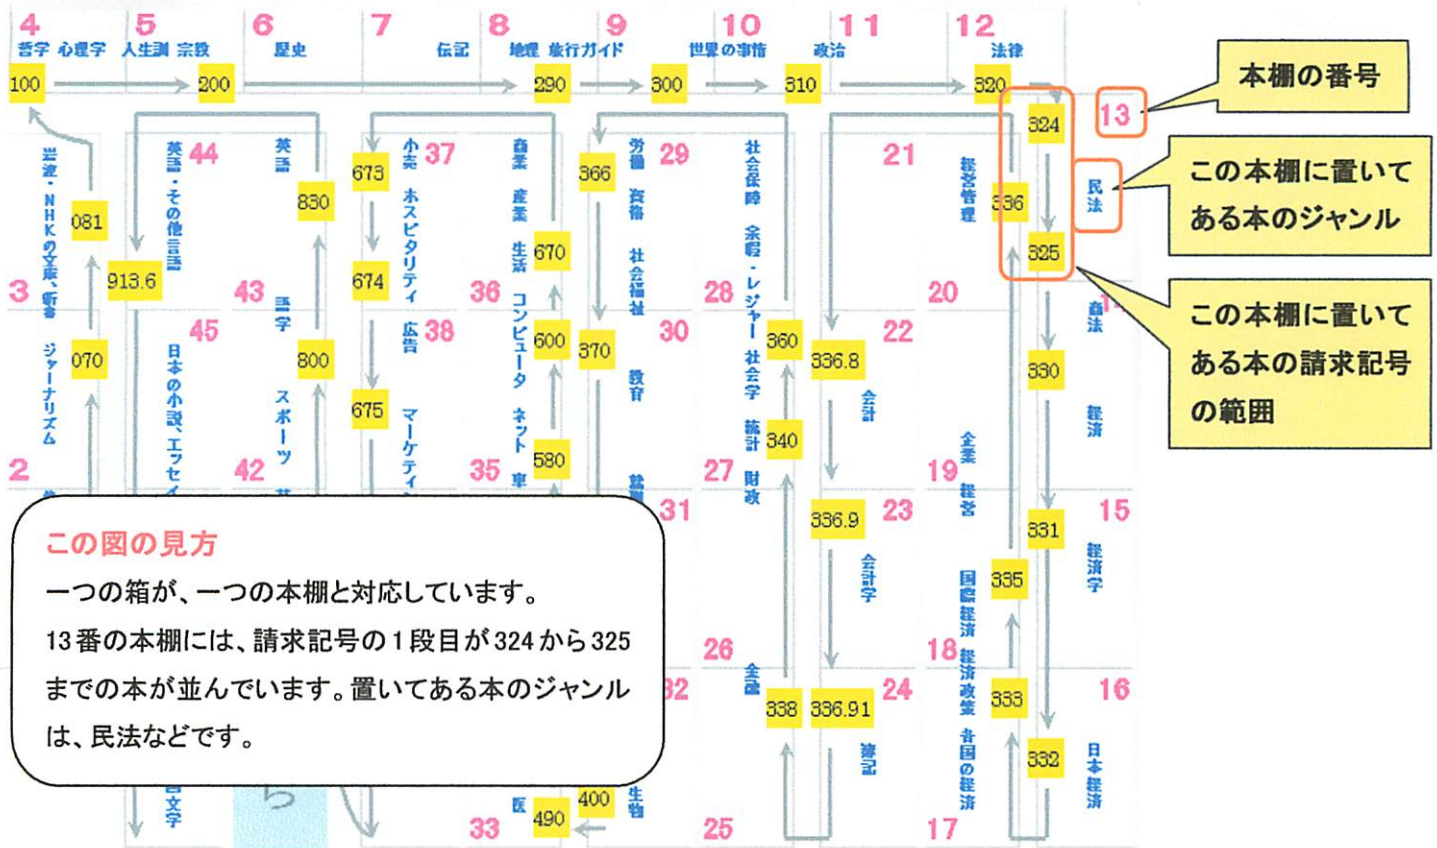 4
5
6
7
8
9
10
11
12
哲学 心理学
人生訓 宗教
歴史
伝記
地理 旅行ガイド
世界の事情
政治
法律
100
200
290
300
310
320
324
13
本棚の番号
民法
325
この本棚に置いて
ある本のジャンル
この本棚に置いて
ある本の請求記号
の範囲
岩波・NHKの文庫、新書
081
3
070
ジャーナリズム
2
44
英語・その他言語
913.6
45
日本の小説、エッセイ
英語
830
43
語学
800
スポーツ
42
673
小売 ホスピタリティ
37
674
広告
38
675
マーケティ
商業 産業 生活 コンピュータ ネット 車
670
36
600
580
35
366
労働 資格 社会福祉
29
370
30
教育
31
32
社会保障 余暇・レジャー 社会学 統計 財政
28
360
340
27
26
金融
338
25
21
22
336.8
会計
23
336.9
会計学
24
336.91
簿記
経営管理
336
20
企業 経営
19
335
国際経済 経済政策 各国の経済
18
333
17
商法
330
経済
15
331
経済学
16
332
日本経済
この図の見方
一つの箱が、一つの本棚と対応しています。
13番の本棚には、請求記号の1段目が324から325
までの本が並んでいます。置いてある本のジャンル
は、民法などです。
文学
ら
医
490
33
400
生物